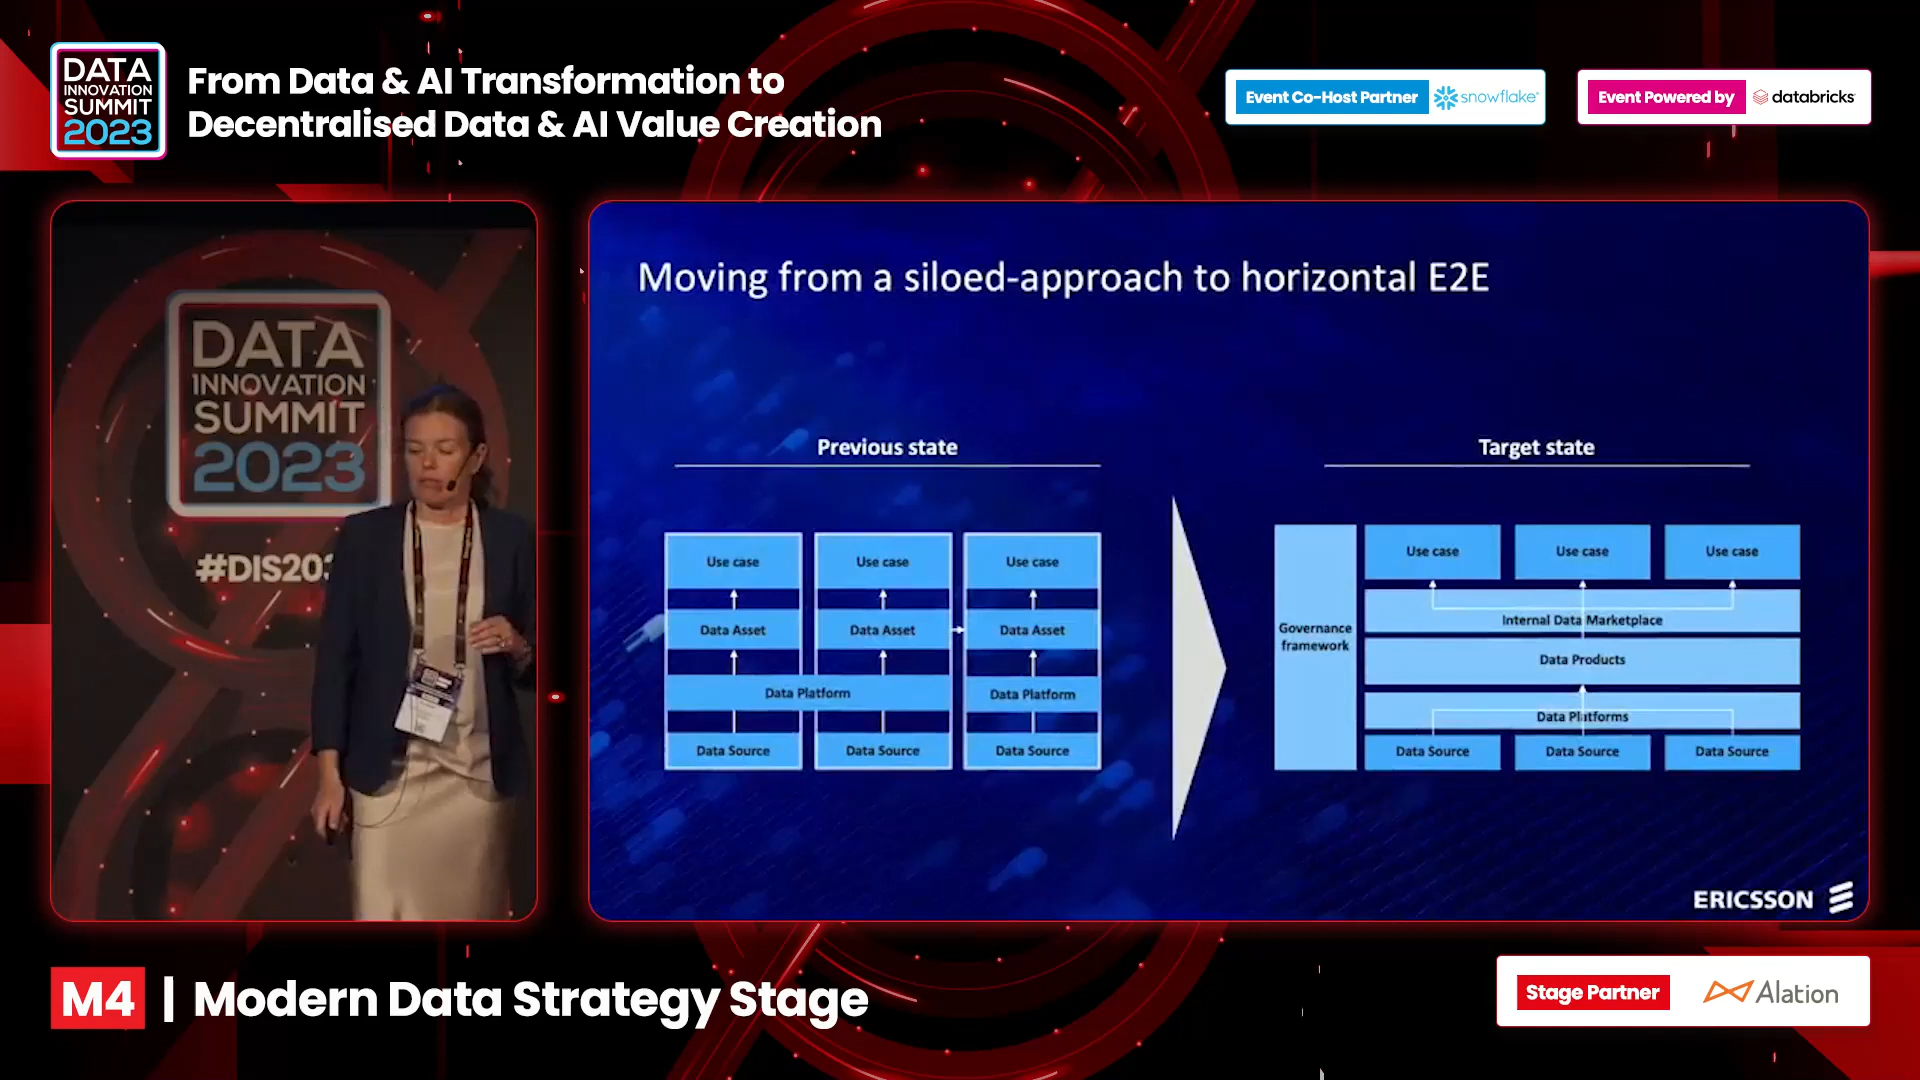 DATA
INNOVATION
SUMMIT
2023
From Data & AI Transformation to
Decentralised Data & AI Value Creation
Event Co-Host Partner
snowflake
Event Powered by
databricks
DATA
INNOVATION
SUMMIT
2023
#DIS202
Moving from a siloed-approach to horizontal E2E
Previous state
Use case Use case Use case
Data Asset Data Asset Data Asset
Data Platform Data Platform
Data Source Data Source Data Source
Target state
Governance
framework
Use case Use case Use case
Internal Data Marketplace
Data Products
Data Platforms
Data Source Data Source Data Source
ERICSSON
M4 | Modern Data Strategy Stage
Stage Partner
Alation